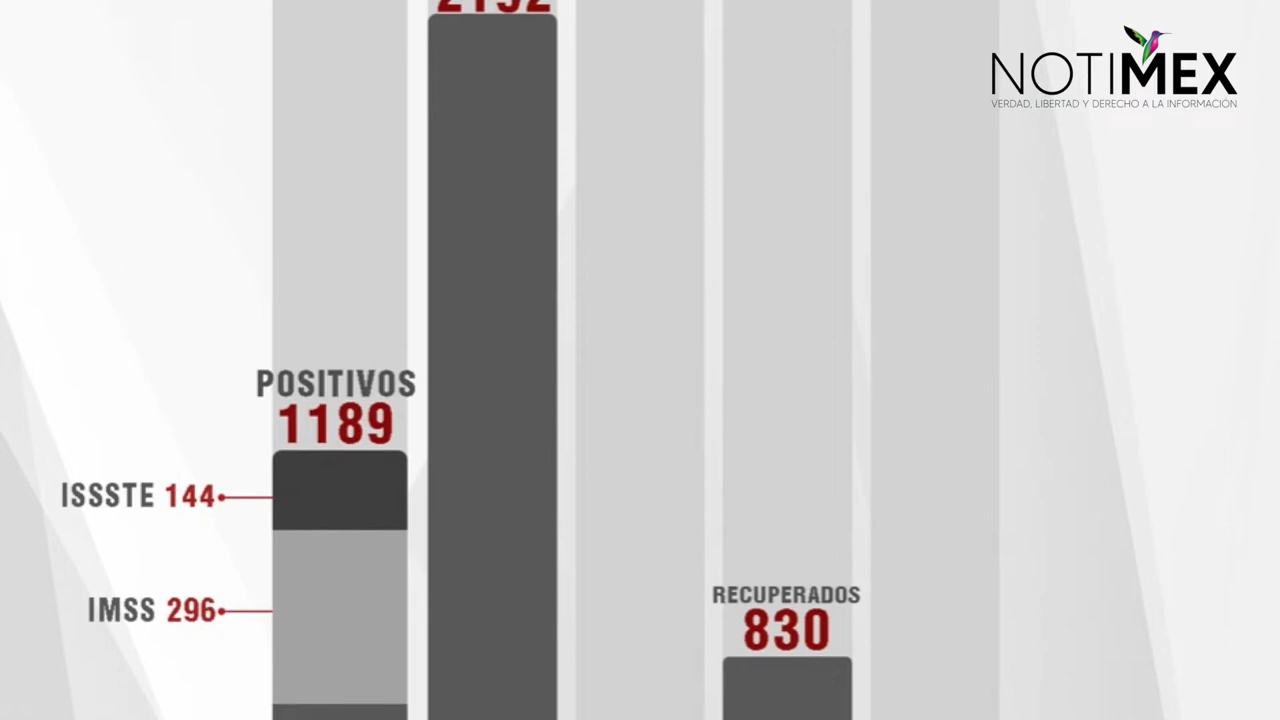 NOTIMEX
VERDAD, LIBERTAD Y DERECHO A LA INFORMACIÓN
POSITIVOS
1189
ISSSTE 144
IMSS 296
RECUPERADOS
830